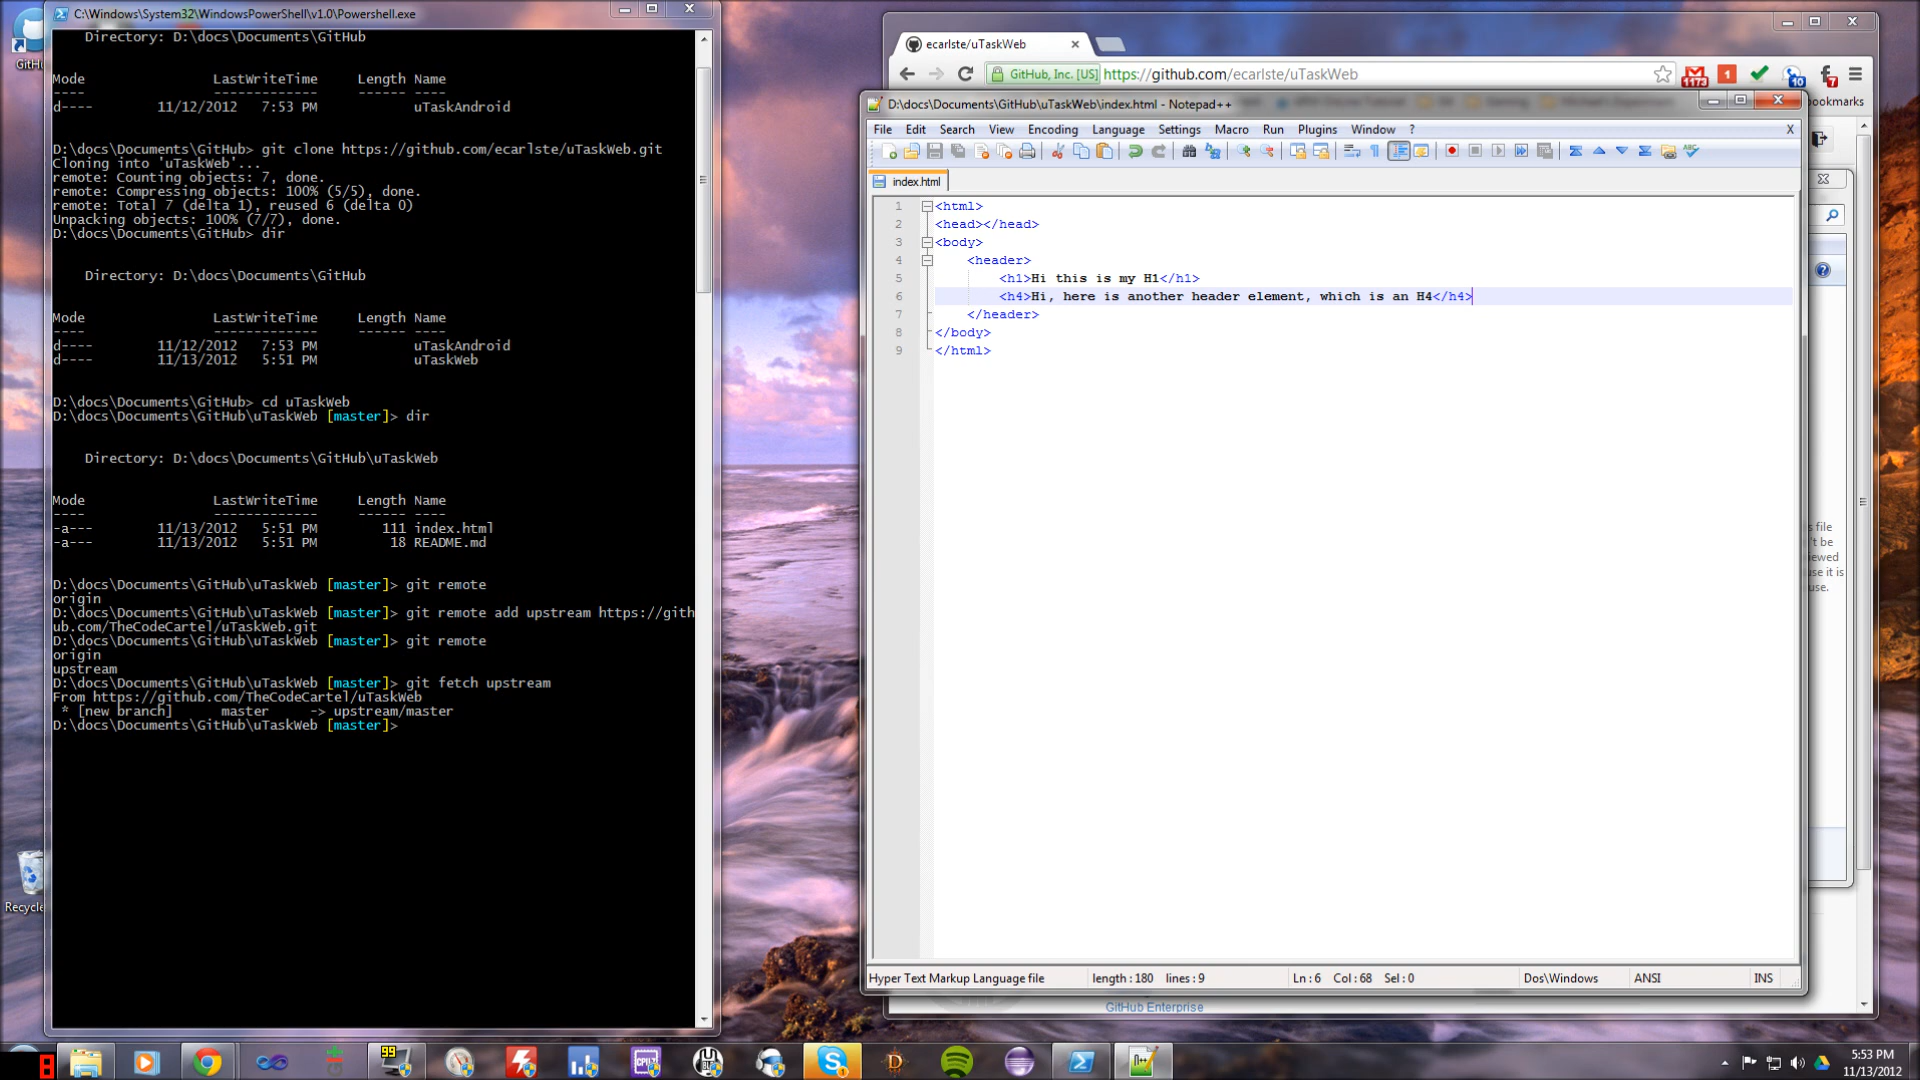 C:\Windows\System32\WindowsPowerShell\v1.0\Powershell.exe
Directory: D:\docs\Documents\GitHub
Mode LastWriteTime Length Name
---- ------------- ------ ----
d---- 11/12/2012 7:53 PM uTaskAndroid
D:\docs\Documents\GitHub> git clone https://github.com/ecarlste/uTaskWeb.git
Cloning into 'uTaskWeb'...
remote: Counting objects: 7, done.
remote: Compressing objects: 100% (5/5), done.
remote: Total 7 (delta 1), reused 6 (delta 0)
Unpacking objects: 100% (7/7), done.
D:\docs\Documents\GitHub> dir
Directory: D:\docs\Documents\GitHub
Mode LastWriteTime Length Name
---- ------------- ------ ----
d---- 11/12/2012 7:53 PM uTaskAndroid
d---- 11/13/2012 5:51 PM uTaskWeb
D:\docs\Documents\GitHub> cd uTaskWeb
D:\docs\Documents\GitHub\uTaskWeb [master]> dir
Directory: D:\docs\Documents\GitHub\uTaskWeb
Mode LastWriteTime Length Name
---- ------------- ------ ----
-a--- 11/13/2012 5:51 PM 111 index.html
-a--- 11/13/2012 5:51 PM 18 README.md
D:\docs\Documents\GitHub\uTaskWeb [master]> git remote
origin
D:\docs\Documents\GitHub\uTaskWeb [master]> git remote add upstream https://gith
ub.com/TheCodeCartel/uTaskWeb.git
D:\docs\Documents\GitHub\uTaskWeb [master]> git remote
origin
upstream
D:\docs\Documents\GitHub\uTaskWeb [master]> git fetch upstream
From https://github.com/TheCodeCartel/uTaskWeb
* [new branch] master -> upstream/master
D:\docs\Documents\GitHub\uTaskWeb [master]>
GitHu
Recycle
ecarlste/uTaskWeb
GitHub, Inc. [US] https://github.com/ecarlste/uTaskWeb
1173 1 10 7
ookmarks
D:\docs\Documents\GitHub\uTaskWeb\index.html - Notepad++
File Edit Search View Encoding Language Settings Macro Run Plugins Window ? X
index.html
1 <html>
2 <head></head>
3 <body>
4 <header>
5 <h1>Hi this is my H1</h1>
6 <h4>Hi, here is another header element, which is an H4</h4>
7 </header>
8 </body>
9 </html>
s file
't be
iewed
use it is
use.
Hyper Text Markup Language file length : 180 lines : 9 Ln : 6 Col : 68 Sel : 0 Dos\Windows ANSI INS
GitHub Enterprise
99
5:53 PM
11/13/2012